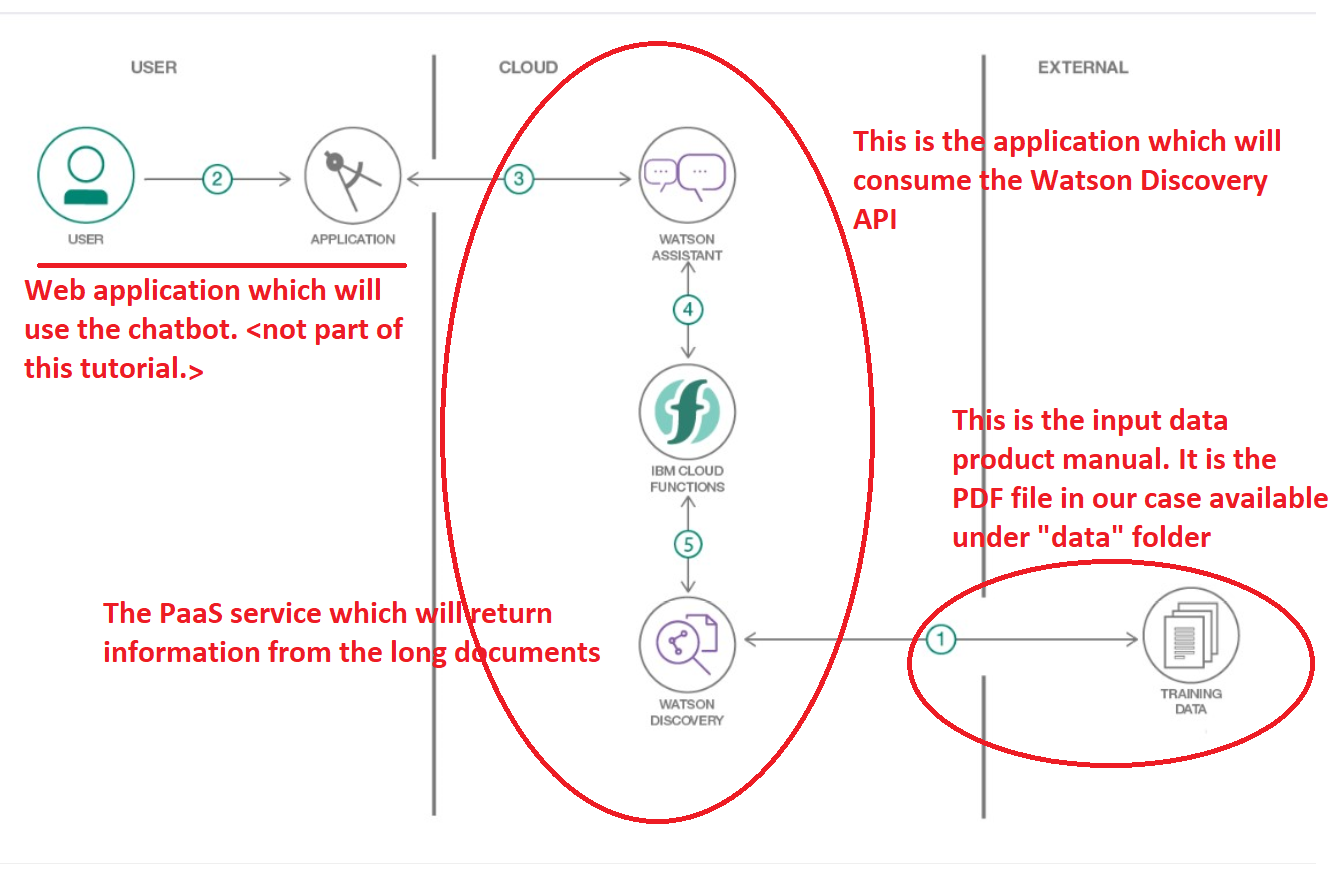 USER
CLOUD
EXTERNAL
This is the application which will
consume the Watson Discovery
API
2
3
USER
APPLICATION
WATSON
ASSISTANT
Web application which will
use the chatbot. <not part of
this tutorial.>
4
IBM CLOUD
FUNCTIONS
This is the input data
product manual. It is the
PDF file in our case available
under "data" folder
5
The PaaS service which will return
information from the long documents
1
WATSON
DISCOVERY
TRAINING
DATA